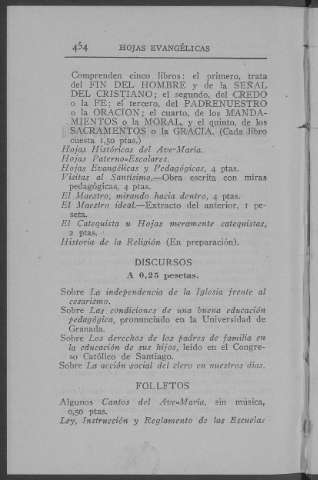 454 HOJAS EVANGÉLICAS
Comprenden cinco libros: el primero, trata
del FIN DEL HOMBRE y de la SEÑAL
DEL CRISTIANO; el segundo, del CREDO
o la FE; el tercero, del PADRENUESTRO
o la ORACIÓN; el cuarto, de los MANDA-
MIENTOS o la MORAL, y el quinto, de los
SACRAMENTOS o la GRACIA. (Cada libro
cuesta 1,50 ptas.)
Hojas Históricas del Ave-María.
Hojas Paterno-Escolares.
Hojas Evangélicas y Pedagógicas, 4 ptas.
Visitas al Santísimo.—Obra escrita con miras
pedagógicas, 4 ptas.
El Maestro, mirando hacia dentro, 4 ptas.
El Maestro ideal.—Extracto del anterior, 1 pe-
seta.
El Catequista u Hojas meramente catequistas,
2 ptas.
Historia de la Religión (En preparación).
DISCURSOS
A 0,25 pesetas.
Sobre La independencia de la Iglesia frente al
cesarismo.
Sobre Las condiciones de una buena educación
pedagógica, pronunciado en la Universidad de
Granada.
Sobre Los derechos de los padres de familia en
la educación de sus hijos, leído en el Congre-
so Católico de Santiago.
Sobre La acción social del clero en nuestros días.
FOLLETOS
Algunos Cantos del Ave-María, sin música,
0,50 ptas.
Ley, Instrucción y Reglamento de las Escuelas